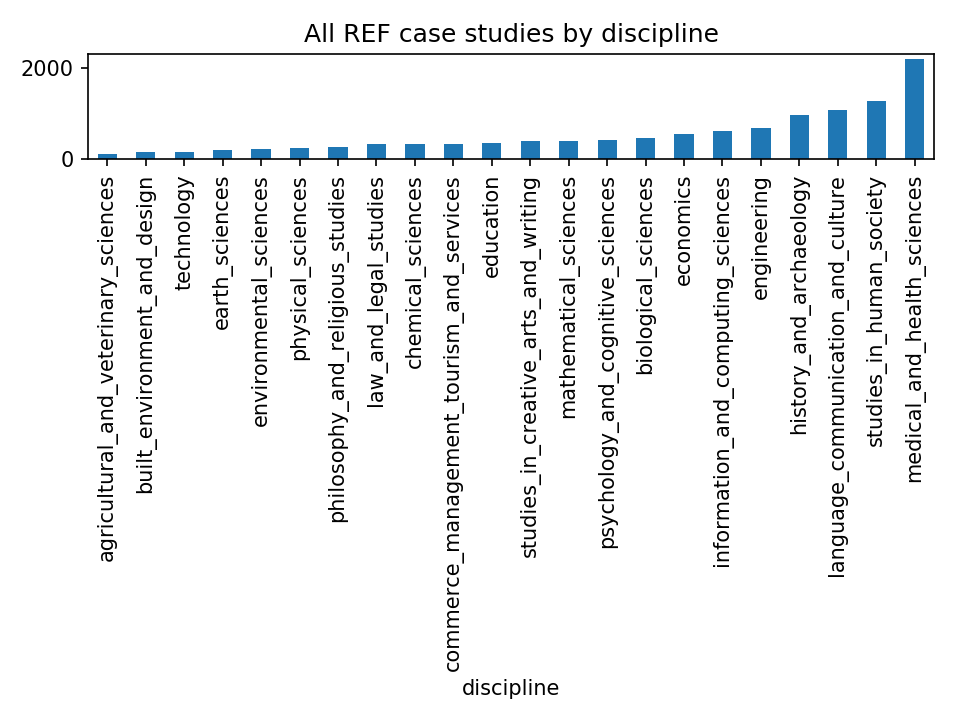 All REF case studies by discipline
2000
0
agricultural_and_veterinary_sciences
built_environment_and_design
technology
earth_sciences
environmental_sciences
physical_sciences
philosophy_and_religious_studies
law_and_legal_studies
chemical_sciences
commerce_management_tourism_and_services
education
studies_in_creative_arts_and_writing
mathematical_sciences
psychology_and_cognitive_sciences
biological_sciences
economics
information_and_computing_sciences
engineering
history_and_archaeology
language_communication_and_culture
studies_in_human_society
medical_and_health_sciences
discipline